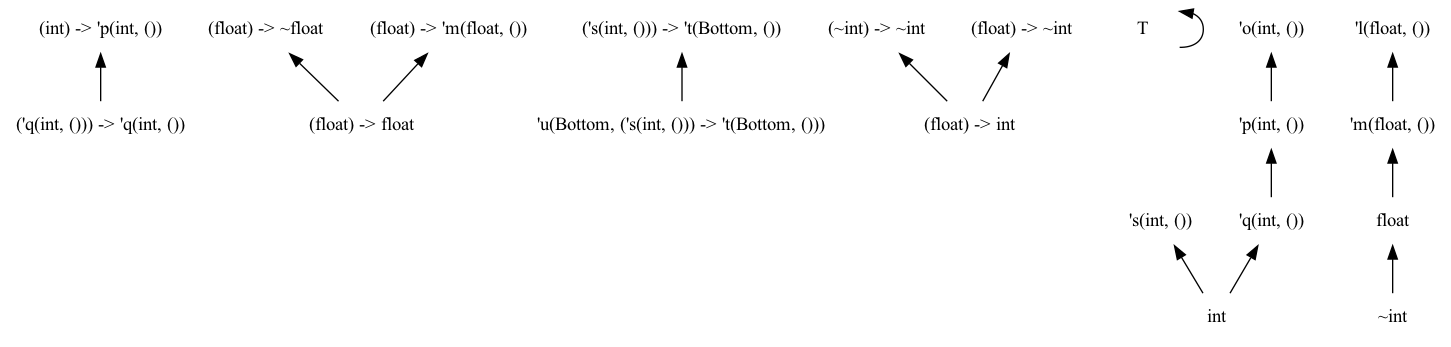 (int) -> 'p(int, ())
(float) -> ~float
(float) -> 'm(float, ())
('s(int, ())) -> 't(Bottom, ())
(~int) -> ~int
(float) -> ~int
T
'o(int, ())
'l(float, ())
('q(int, ())) -> 'q(int, ())
(float) -> float
'u(Bottom, ('s(int, ())) -> 't(Bottom, ()))
(float) -> int
'p(int, ())
'm(float, ())
's(int, ())
'q(int, ())
float
int
~int